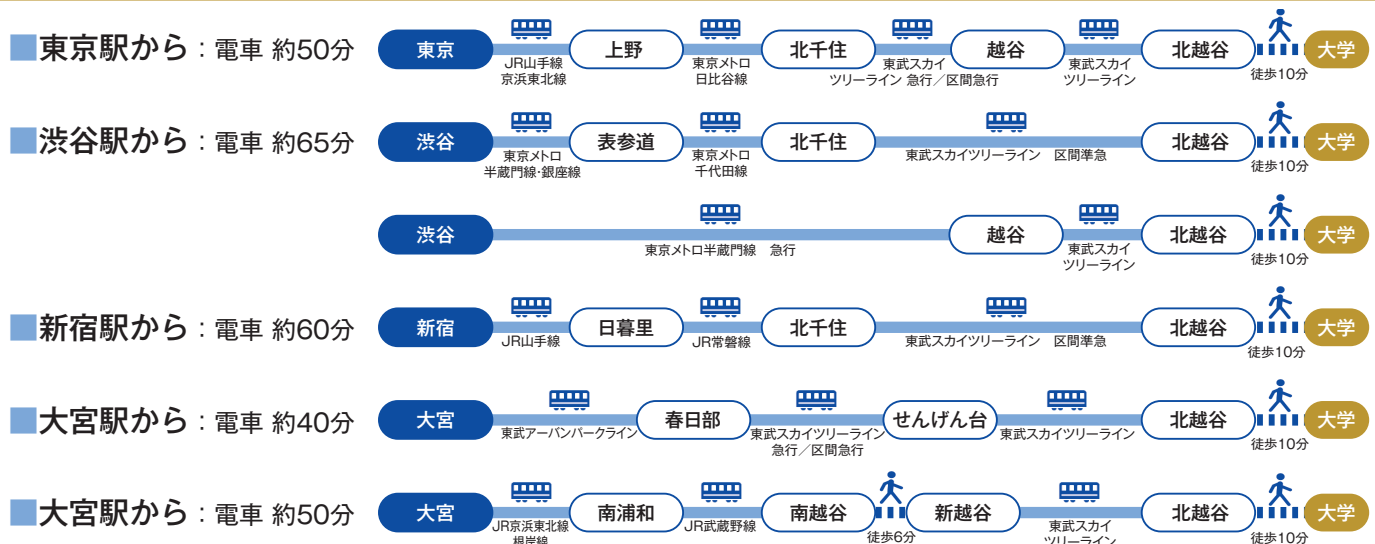 ■東京駅から：電車 約50分
東京 上野 北千住 越谷 北越谷 大学
JR山手線
京浜東北線
東京メトロ
日比谷線
東武スカイ
ツリーライン 急行／区間急行
東武スカイ
ツリーライン
徒歩10分
■渋谷駅から：電車 約65分
渋谷 表参道 北千住 北越谷 大学
東京メトロ
半蔵門線・銀座線
東京メトロ
千代田線
東武スカイツリーライン 区間準急
徒歩10分
渋谷 越谷 北越谷 大学
東京メトロ半蔵門線 急行
東武スカイ
ツリーライン
徒歩10分
■新宿駅から：電車 約60分
新宿 日暮里 北千住 北越谷 大学
JR山手線
JR常磐線
東武スカイツリーライン 区間準急
徒歩10分
■大宮駅から：電車 約40分
大宮 春日部 せんげん台 北越谷 大学
東武アーバンパークライン
東武スカイツリーライン
急行／区間急行
東武スカイツリーライン
徒歩10分
■大宮駅から：電車 約50分
大宮 南浦和 南越谷 新越谷 北越谷 大学
JR京浜東北線
根岸線
JR武蔵野線
徒歩6分
東武スカイ
ツリーライン
徒歩10分